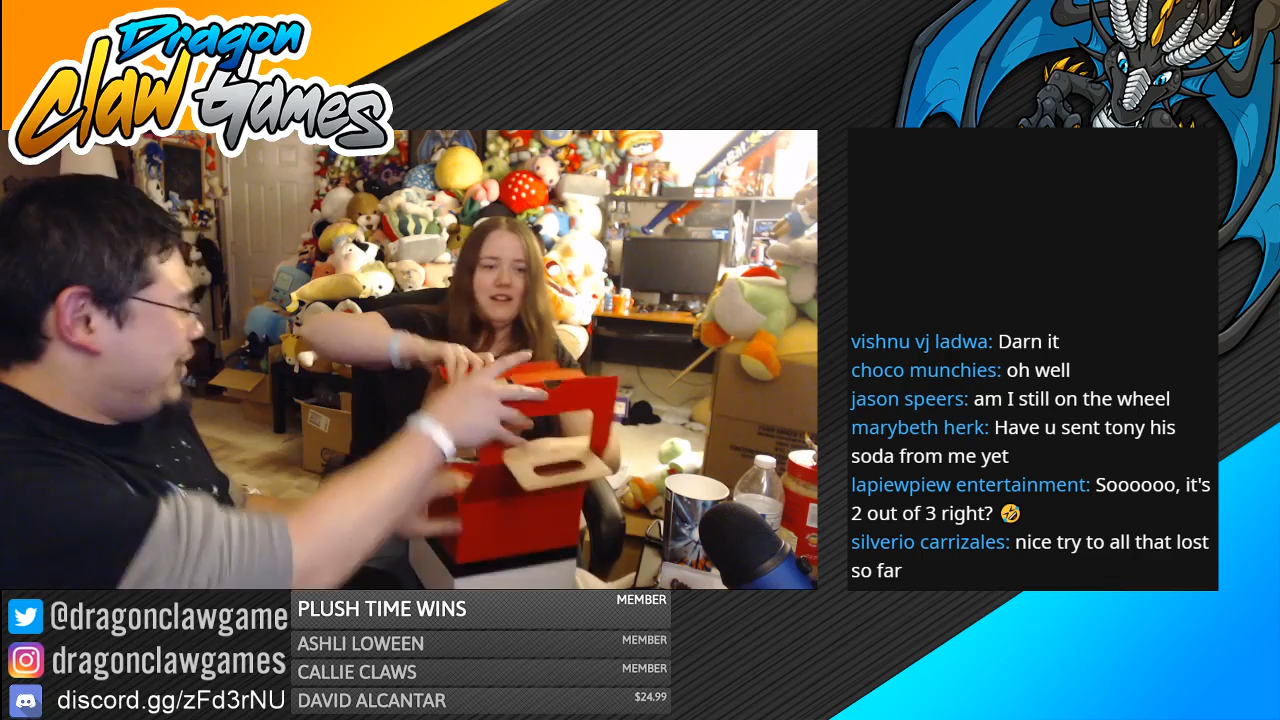 Dragon
Claw Games
vishnu vj ladwa: Darn it
choco munchies: oh well
jason speers: am I still on the wheel
marybeth herk: Have u sent tony his
soda from me yet
lapiewpiew entertainment: Soooooo, it's
2 out of 3 right? 🤣
silverio carrizales: nice try to all that lost
so far
@dragonclawgame
dragonclawgames
discord.gg/zFd3rNU
PLUSH TIME WINS MEMBER
ASHLI LOWEEN MEMBER
CALLIE CLAWS MEMBER
DAVID ALCANTAR $24.99